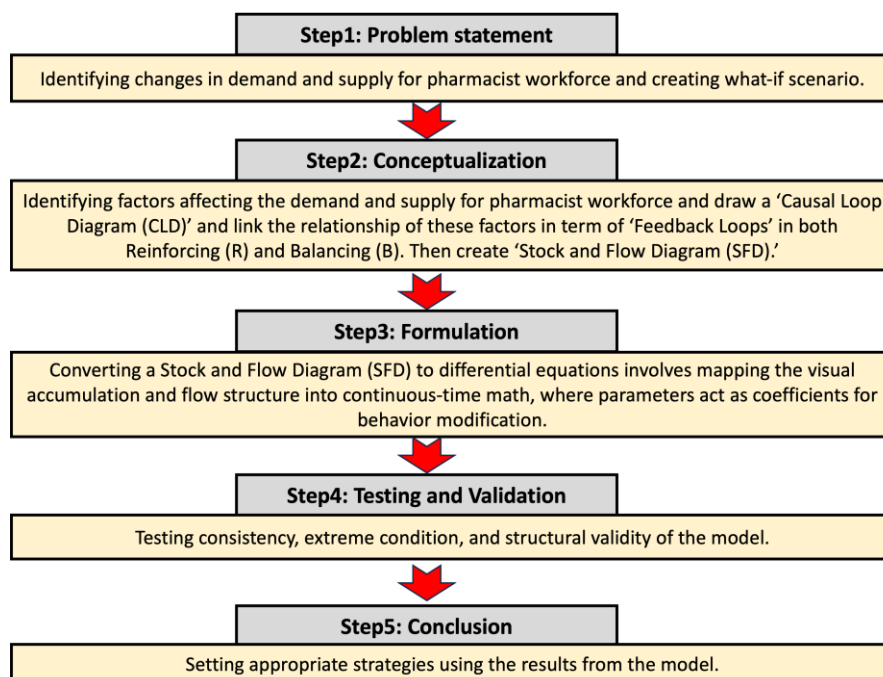 Step1: Problem statement
Identifying changes in demand and supply for pharmacist workforce and creating what-if scenario.
Step2: Conceptualization
Identifying factors affecting the demand and supply for pharmacist workforce and draw a ‘Causal Loop
Diagram (CLD)’ and link the relationship of these factors in term of ‘Feedback Loops’ in both
Reinforcing (R) and Balancing (B). Then create ‘Stock and Flow Diagram (SFD).’
Step3: Formulation
Converting a Stock and Flow Diagram (SFD) to differential equations involves mapping the visual
accumulation and flow structure into continuous-time math, where parameters act as coefficients for
behavior modification.
Step4: Testing and Validation
Testing consistency, extreme condition, and structural validity of the model.
Step5: Conclusion
Setting appropriate strategies using the results from the model.